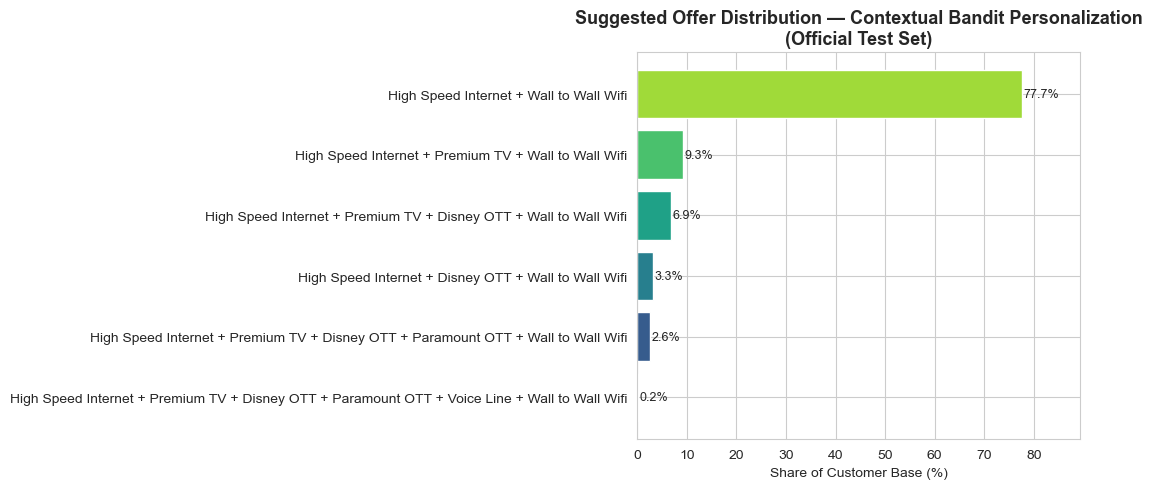 Suggested Offer Distribution — Contextual Bandit Personalization
(Official Test Set)
High Speed Internet + Wall to Wall Wifi
77.7%
High Speed Internet + Premium TV + Wall to Wall Wifi
9.3%
High Speed Internet + Premium TV + Disney OTT + Wall to Wall Wifi
6.9%
High Speed Internet + Disney OTT + Wall to Wall Wifi
3.3%
High Speed Internet + Premium TV + Disney OTT + Paramount OTT + Wall to Wall Wifi
2.6%
High Speed Internet + Premium TV + Disney OTT + Paramount OTT + Voice Line + Wall to Wall Wifi
0.2%
0 10 20 30 40 50 60 70 80
Share of Customer Base (%)